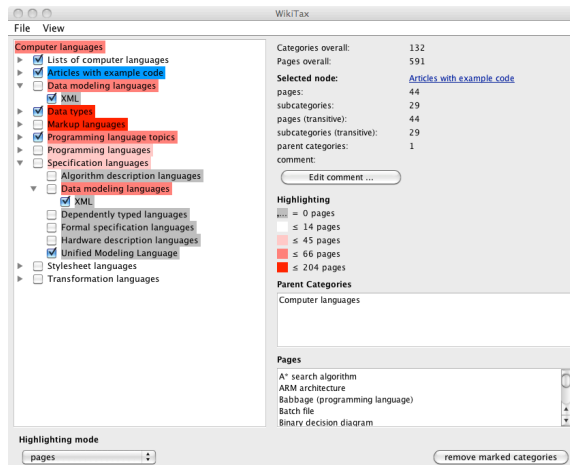 WikiTax
File View
Computer languages
Lists of computer languages
Articles with example code
Data modeling languages
XML
Data types
Markup languages
Programming language topics
Programming languages
Specification languages
Algorithm description languages
Data modeling languages
XML
Dependently typed languages
Formal specification languages
Hardware description languages
Unified Modeling Language
Stylesheet languages
Transformation languages
Highlighting mode
pages
Categories overall: 132
Pages overall: 591
Selected node: Articles with example code
pages: 44
subcategories: 29
pages (transitive): 44
subcategories (transitive): 29
parent categories: 1
comment:
Edit comment ...
Highlighting
... = 0 pages
≤ 14 pages
≤ 45 pages
≤ 66 pages
≤ 204 pages
Parent Categories
Computer languages
Pages
A* search algorithm
ARM architecture
Babbage (programming language)
Batch file
Binary decision diagram
remove marked categories